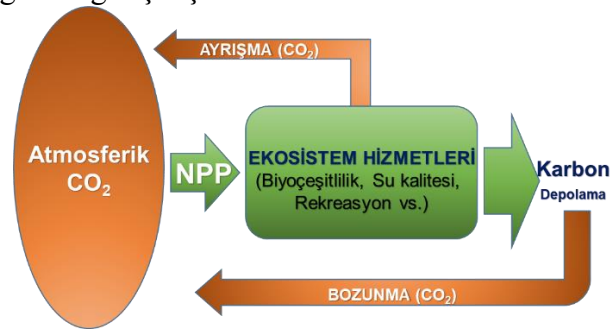 AYRIŞMA (CO₂)
Atmosferik
CO₂
NPP
EKOSİSTEM HİZMETLERİ
(Biyoçeşitlilik, Su kalitesi,
Rekreasyon vs.)
Karbon
Depolama
BOZUNMA (CO₂)